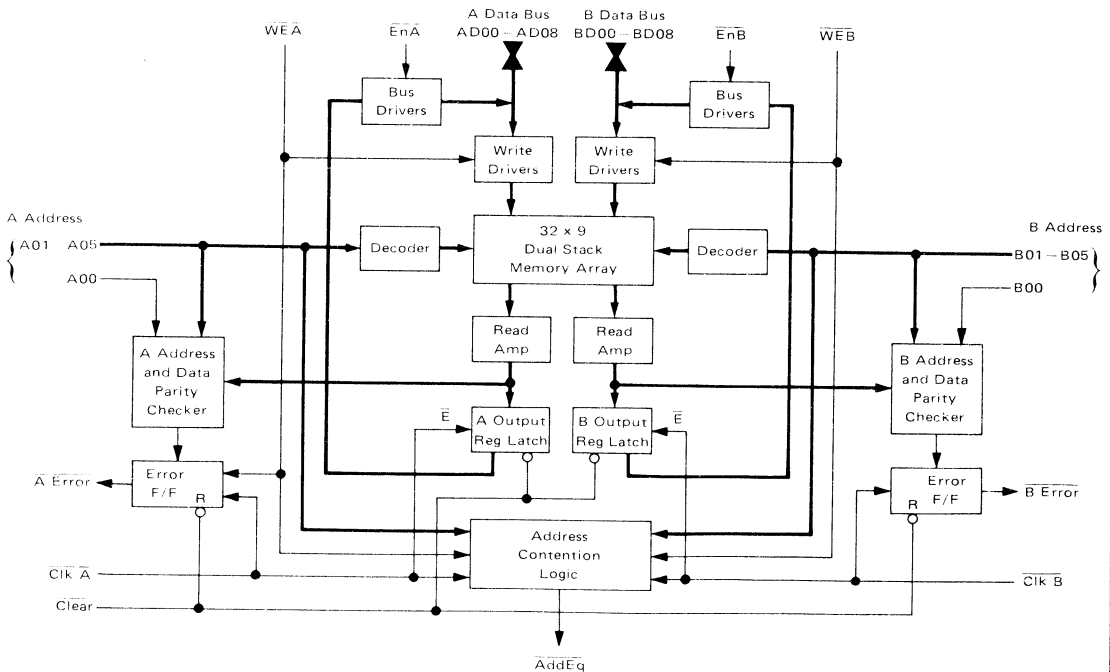 A Data Bus
B Data Bus
WEA
EnA
AD00-AD08
BD00-BD08
EnB
WEB
Bus
Drivers
Bus
Drivers
Write
Drivers
Write
Drivers
A Address
{A01 A05
A00
Decoder
32 x 9
Dual Stack
Memory Array
Decoder
B Address
B01-B05}
B00
Read
Amp
Read
Amp
A Address
and Data
Parity
Checker
B Address
and Data
Parity
Checker
E
A Output
Reg Latch
B Output
Reg Latch
E
A Error
Error
F/F
R
Error
F/F
R
B Error
Address
Contention
Logic
Clk A
Clk B
Clear
AddEq